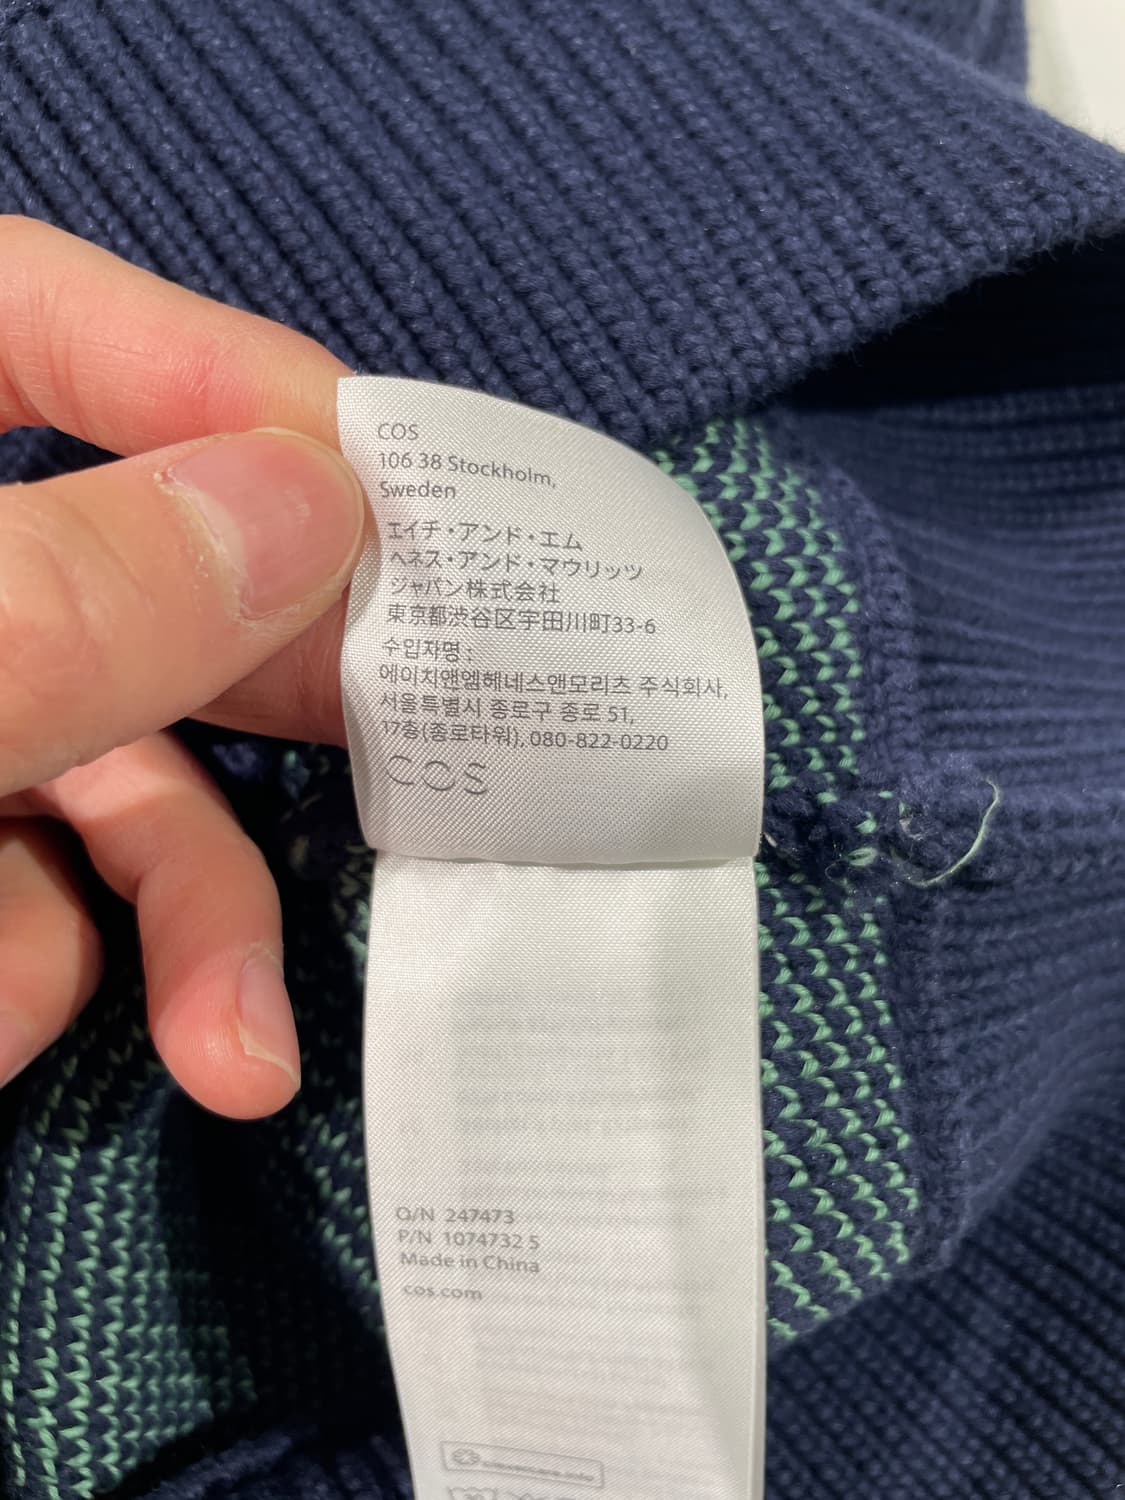 COS
106 38 Stockholm,
Sweden
エイチ・アンド・エム
ヘネス・アンド・マウリッツ
ジャパン株式会社
東京都渋谷区宇田川町33-6
수입자명 :
에이치앤엠헤네스앤모리츠 주식회사,
서울특별시 종로구 종로 51,
17층(종로타워), 080-822-0220
COS
O/N 247473
P/N 1074732 5
Made in China
cos.com
clevercare.info
30